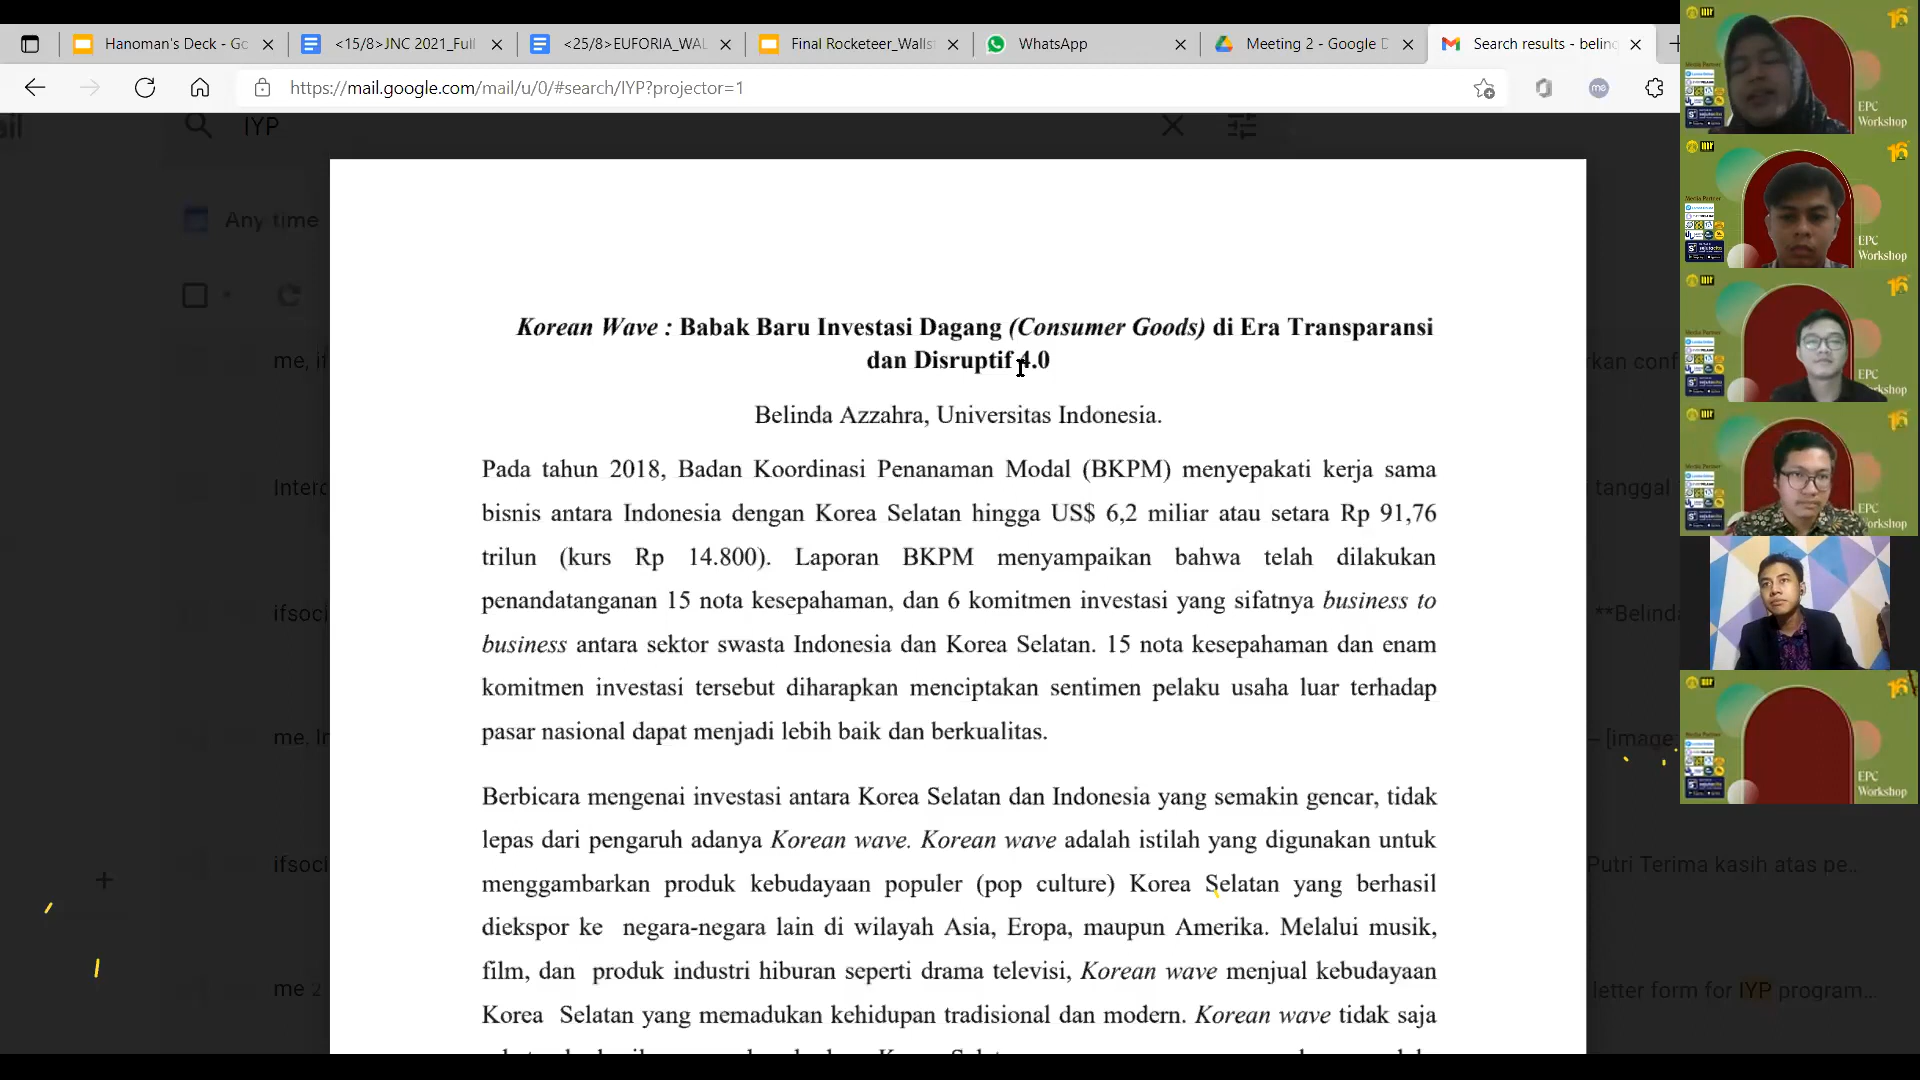 Hanoman's Deck - Gc
<15/8>JNC 2021_Full
<25/8>EUFORIA_WAL
Final Rocketeer_Walls
WhatsApp
Meeting 2 - Google D
Search results - belin
https://mail.google.com/mail/u/0/#search/IYP?projector=1
IYP
Any time
me, i
Interc
ifsoci
me, Ir
ifsoci
me 2
Korean Wave : Babak Baru Investasi Dagang (Consumer Goods) di Era Transparansi
dan Disruptif 4.0
Belinda Azzahra, Universitas Indonesia.
Pada tahun 2018, Badan Koordinasi Penanaman Modal (BKPM) menyepakati kerja sama
bisnis antara Indonesia dengan Korea Selatan hingga US$ 6,2 miliar atau setara Rp 91,76
trilun (kurs Rp 14.800). Laporan BKPM menyampaikan bahwa telah dilakukan
penandatanganan 15 nota kesepahaman, dan 6 komitmen investasi yang sifatnya business to
business antara sektor swasta Indonesia dan Korea Selatan. 15 nota kesepahaman dan enam
komitmen investasi tersebut diharapkan menciptakan sentimen pelaku usaha luar terhadap
pasar nasional dapat menjadi lebih baik dan berkualitas.
Berbicara mengenai investasi antara Korea Selatan dan Indonesia yang semakin gencar, tidak
lepas dari pengaruh adanya Korean wave. Korean wave adalah istilah yang digunakan untuk
menggambarkan produk kebudayaan populer (pop culture) Korea Selatan yang berhasil
diekspor ke negara-negara lain di wilayah Asia, Eropa, maupun Amerika. Melalui musik,
film, dan produk industri hiburan seperti drama televisi, Korean wave menjual kebudayaan
Korea Selatan yang memadukan kehidupan tradisional dan modern. Korean wave tidak saja
rkan conf
tanggal
**Belinda
– [image
Putri Terima kasih atas pe...
letter form for IYP program...
EPC
Workshop
EPC
Workshop
EPC
kshop
EPC
kshop
EPC
Workshop